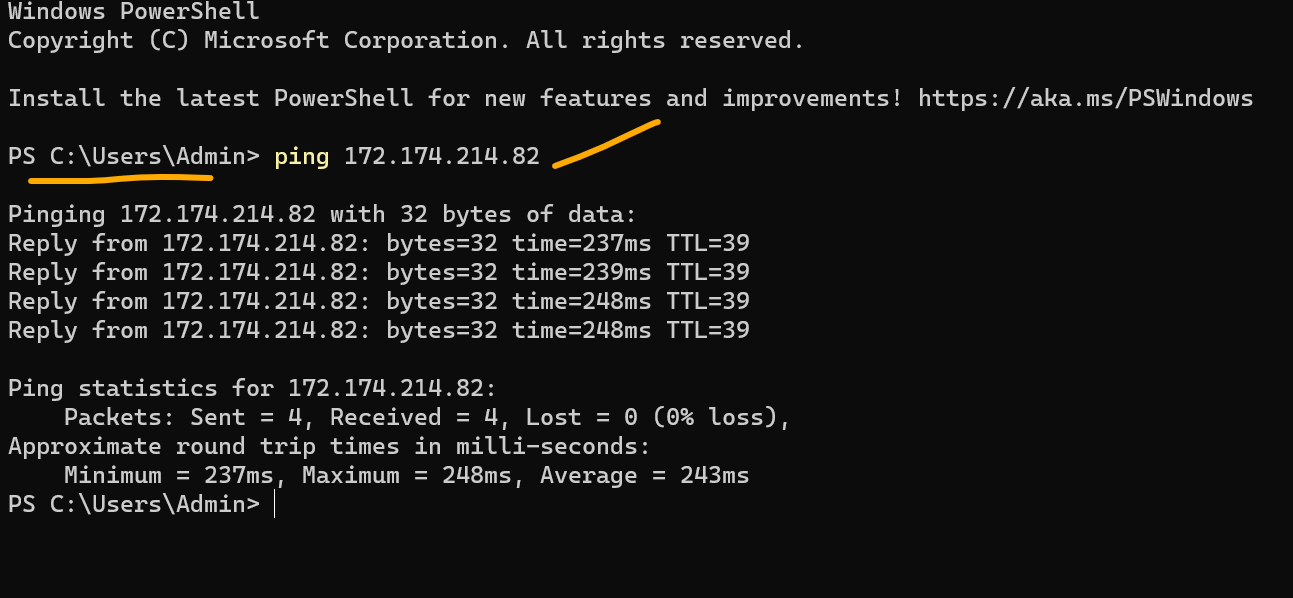 Windows PowerShell
Copyright (C) Microsoft Corporation. All rights reserved.
Install the latest PowerShell for new features and improvements! https://aka.ms/PSWindows
PS C:\Users\Admin> ping 172.174.214.82
Pinging 172.174.214.82 with 32 bytes of data:
Reply from 172.174.214.82: bytes=32 time=237ms TTL=39
Reply from 172.174.214.82: bytes=32 time=239ms TTL=39
Reply from 172.174.214.82: bytes=32 time=248ms TTL=39
Reply from 172.174.214.82: bytes=32 time=248ms TTL=39
Ping statistics for 172.174.214.82:
    Packets: Sent = 4, Received = 4, Lost = 0 (0% loss),
Approximate round trip times in milli-seconds:
    Minimum = 237ms, Maximum = 248ms, Average = 243ms
PS C:\Users\Admin>